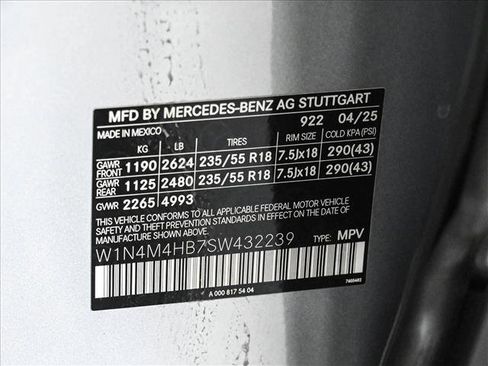 MFD BY MERCEDES-BENZ AG STUTTGART
MADE IN MEXICO 922 04/25
KG LB TIRES RIM SIZE COLD KPA(PSI)
GAWR FRONT 1190 2624 235/55 R18 7.5Jx18 290(43)
GAWR REAR 1125 2480 235/55 R18 7.5Jx18 290(43)
GVWR 2265 4993
THIS VEHICLE CONFORMS TO ALL APPLICABLE FEDERAL MOTOR VEHICLE
SAFETY AND THEFT PREVENTION STANDARDS IN EFFECT ON THE DATE OF
MANUFACTURE SHOWN ABOVE.
W1N4M4HB7SW432239 TYPE: MPV
A 000 817 54 04